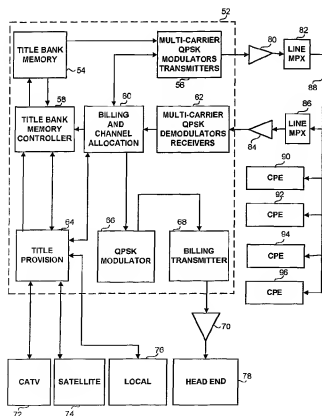 52
TITLE BANK
MEMORY
54
MULTI-CARRIER
QPSK
MODULATORS
TRANSMITTERS
56
80
LINE
MPX
82
88
58
TITLE BANK
MEMORY
CONTROLLER
60
BILLING
AND
CHANNEL
ALLOCATION
62
MULTI-CARRIER
QPSK
DEMODULATORS
RECEIVERS
84
LINE
MPX
86
90
CPE
92
CPE
94
CPE
96
CPE
64
TITLE
PROVISION
66
QPSK
MODULATOR
68
BILLING
TRANSMITTER
70
CATV
72
SATELLITE
74
LOCAL
76
HEAD END
78